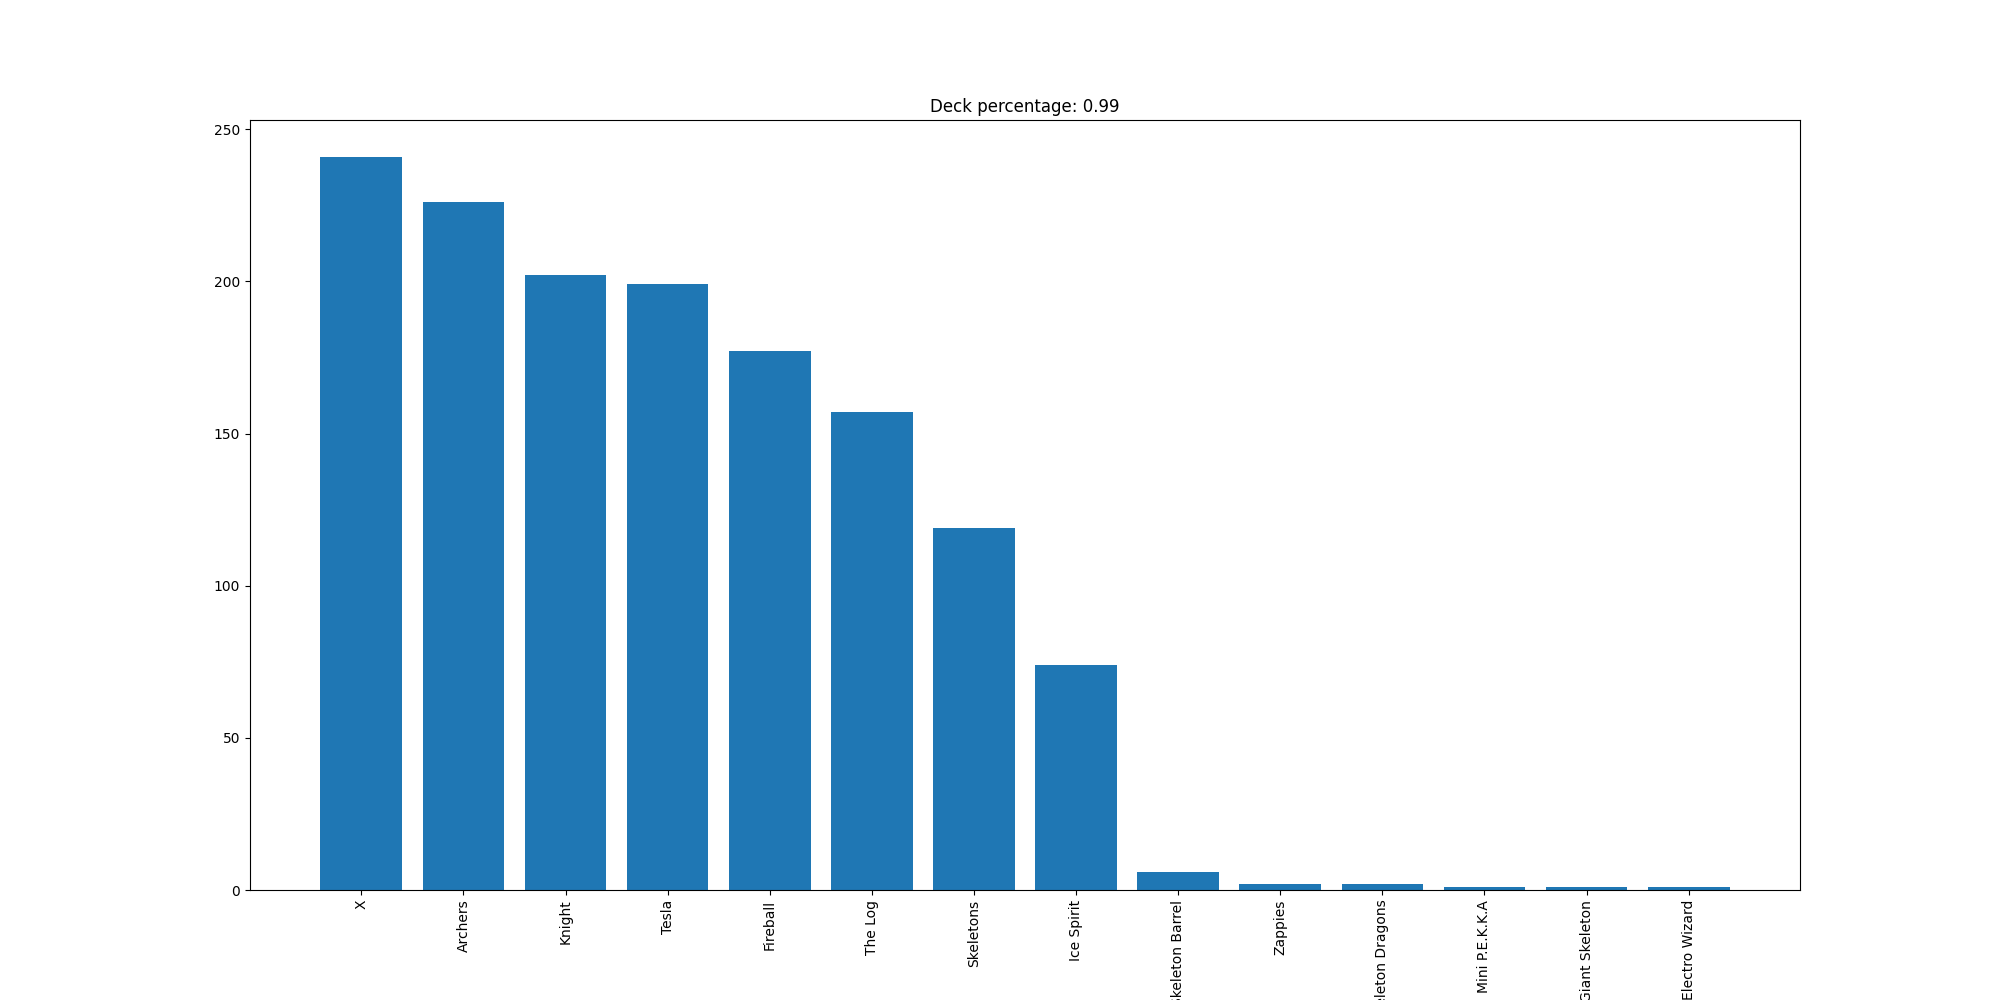 Deck percentage: 0.99
250
200
150
100
50
0
X
Archers
Knight
Tesla
Fireball
The Log
Skeletons
Ice Spirit
keleton Barrel
Zappies
eleton Dragons
Mini P.E.K.K.A
Giant Skeleton
Electro Wizard